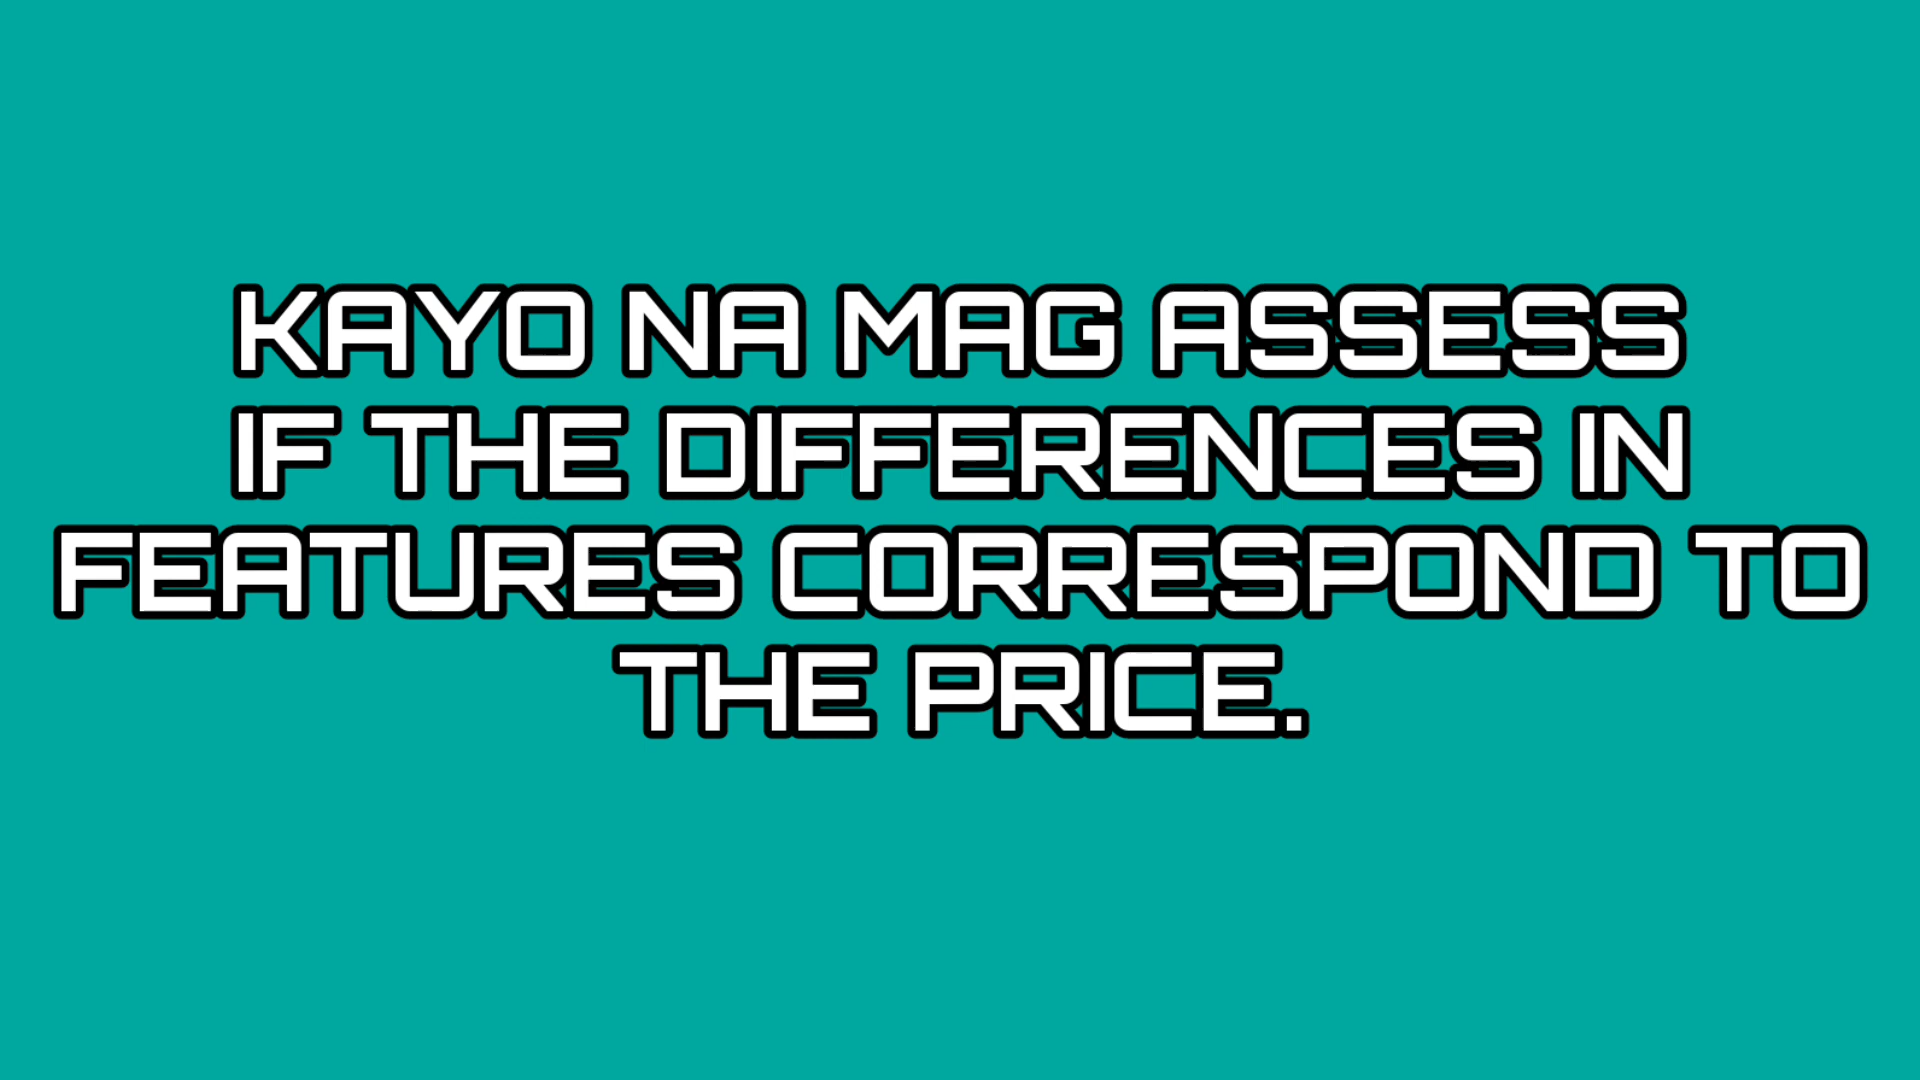 KAYO NA MAG ASSESS
IF THE DIFFERENCES IN
FEATURES CORRESPOND TO
THE PRICE.